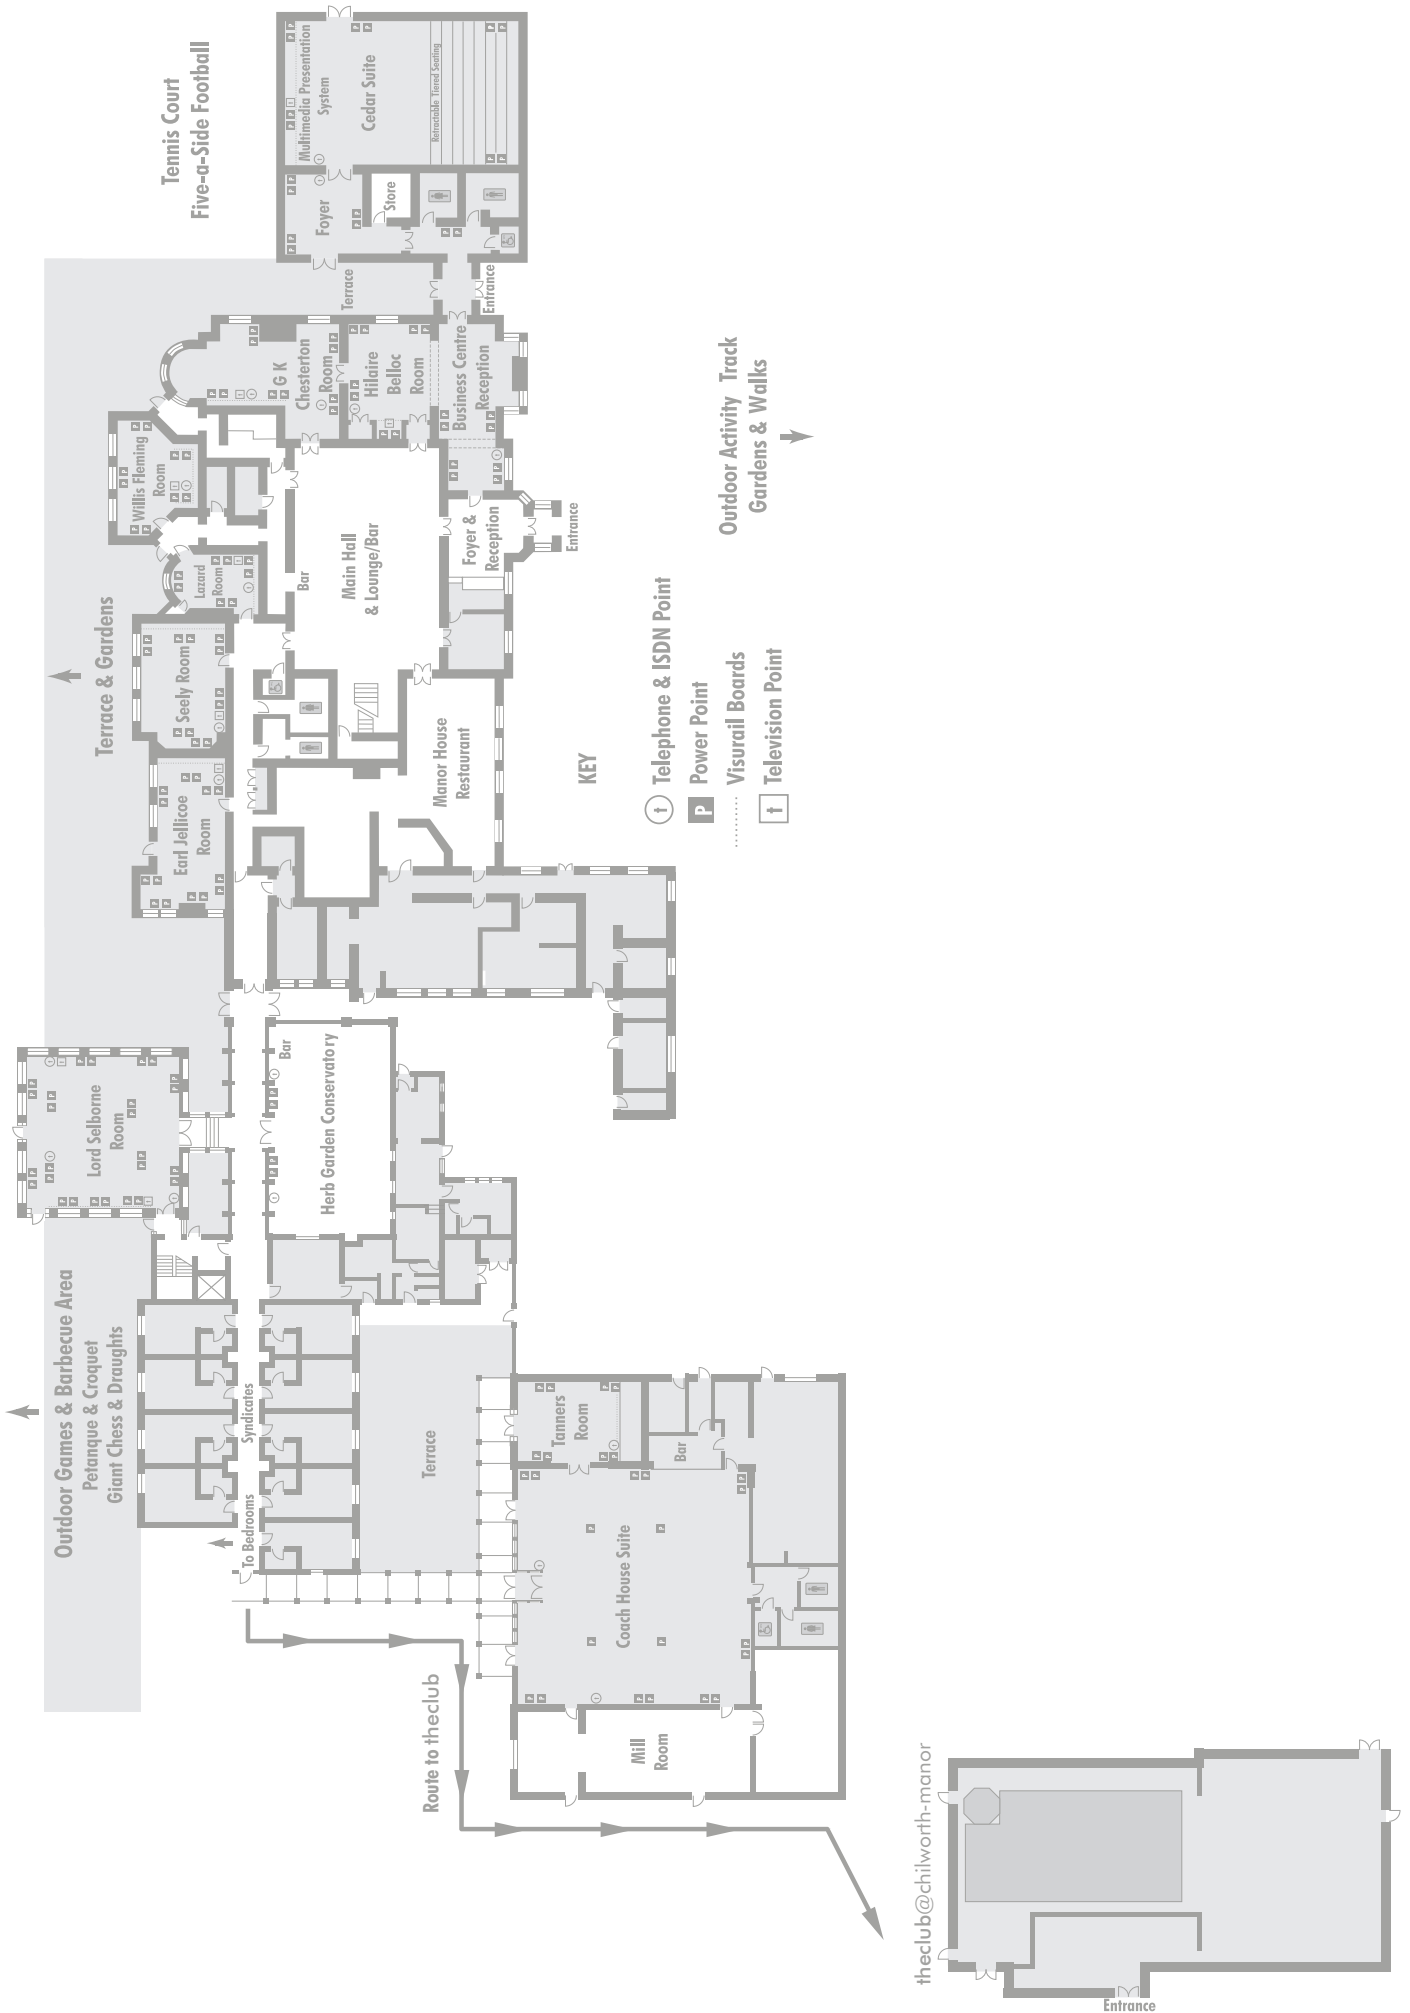 Tennis Court
Five-a-Side Football
Multimedia Presentation
System
Cedar Suite
Retractable Tiered Seating
Foyer
Store
Terrace
Entrance
G K
Chesterton
Room
Hilaire
Belloc
Room
Business Centre
Reception
Willis Fleming
Room
Lazard
Room
Bar
Main Hall
& Lounge/Bar
Foyer &
Reception
Entrance
Outdoor Activity Track
Gardens & Walks
Terrace & Gardens
Seely Room
Earl Jellicoe
Room
Manor House
Restaurant
KEY
t Telephone & ISDN Point
P Power Point
Visurail Boards
t Television Point
Lord Selborne
Room
Bar
Herb Garden Conservatory
Outdoor Games & Barbecue Area
Petanque & Croquet
Giant Chess & Draughts
Syndicates
To Bedrooms
Terrace
Tanners
Room
Bar
Coach House Suite
Mill
Room
Route to theclub
theclub@chilworth-manor
Entrance